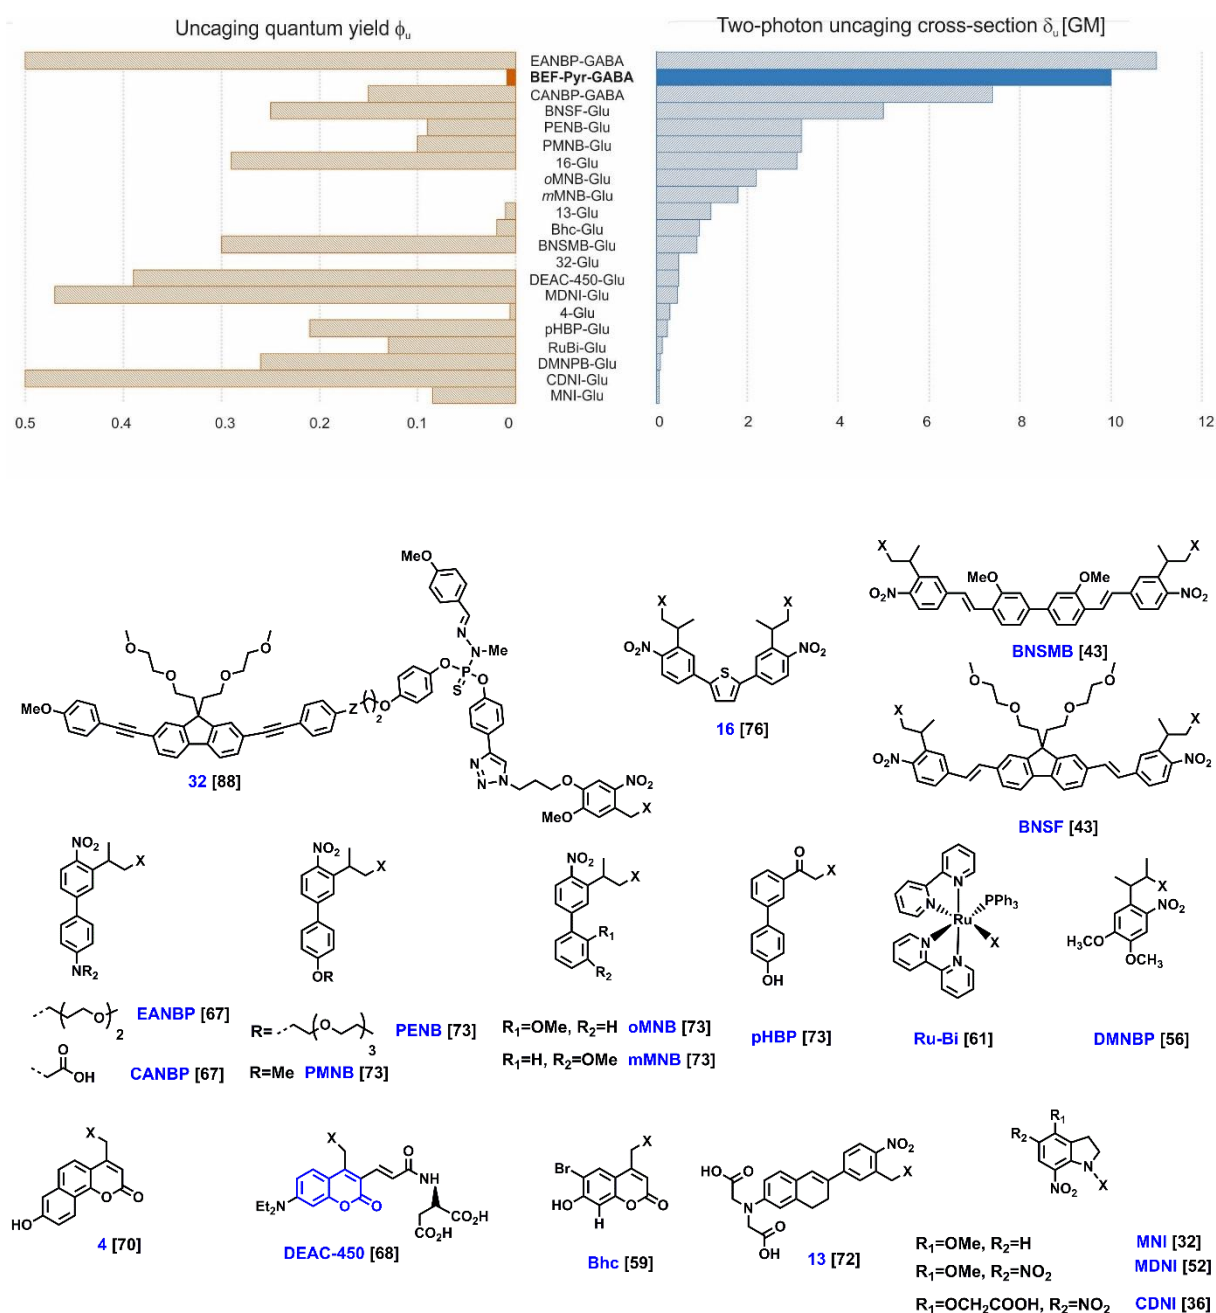 Uncaging quantum yield ϕu
Two-photon uncaging cross-section δu [GM]
EANBP-GABA
BEF-Pyr-GABA
CANBP-GABA
BNSF-Glu
PENB-Glu
PMNB-Glu
16-Glu
oMNB-Glu
mMNB-Glu
13-Glu
Bhc-Glu
BNSMB-Glu
32-Glu
DEAC-450-Glu
MDNI-Glu
4-Glu
pHBP-Glu
RuBi-Glu
DMNPB-Glu
CDNI-Glu
MNI-Glu
0.5 0.4 0.3 0.2 0.1 0
0 2 4 6 8 10 12
MeO
N
N-Me
O P O
S
O
O
O
O
O
MeO
Z ( )2 O
N=N N
O
NO2
MeO
X
32 [88]
X X
NO2 NO2
S
16 [76]
X X
NO2 MeO OMe NO2
BNSMB [43]
O O
O O
X X
NO2 NO2
BNSF [43]
NO2
X
NR2
( O )2 EANBP [67]
O
OH CANBP [67]
NO2
X
OR
R= ( O )3 PENB [73]
R=Me PMNB [73]
NO2
X
R1
R2
R1=OMe, R2=H oMNB [73]
R1=H, R2=OMe mMNB [73]
O
X
OH
pHBP [73]
N
N
Ru PPh3
N
N
X
Ru-Bi [61]
X
NO2
H3CO
OCH3
DMNBP [56]
X
O O
HO
4 [70]
X
O
NH
Et2N O O
CO2H
CO2H
DEAC-450 [68]
X
Br
HO O O
H
Bhc [59]
NO2
X
HO O
N
O
OH
13 [72]
R1
R2
N
NO2 X
R1=OMe, R2=H MNI [32]
R1=OMe, R2=NO2 MDNI [52]
R1=OCH2COOH, R2=NO2 CDNI [36]